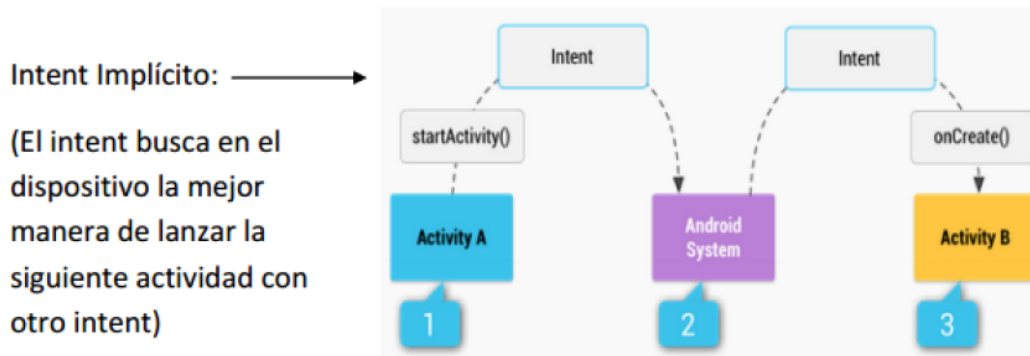 Intent Implícito:
(El intent busca en el
dispositivo la mejor
manera de lanzar la
siguiente actividad con
otro intent)
Intent
Intent
startActivity()
onCreate()
Activity A
Android
System
Activity B
1
2
3